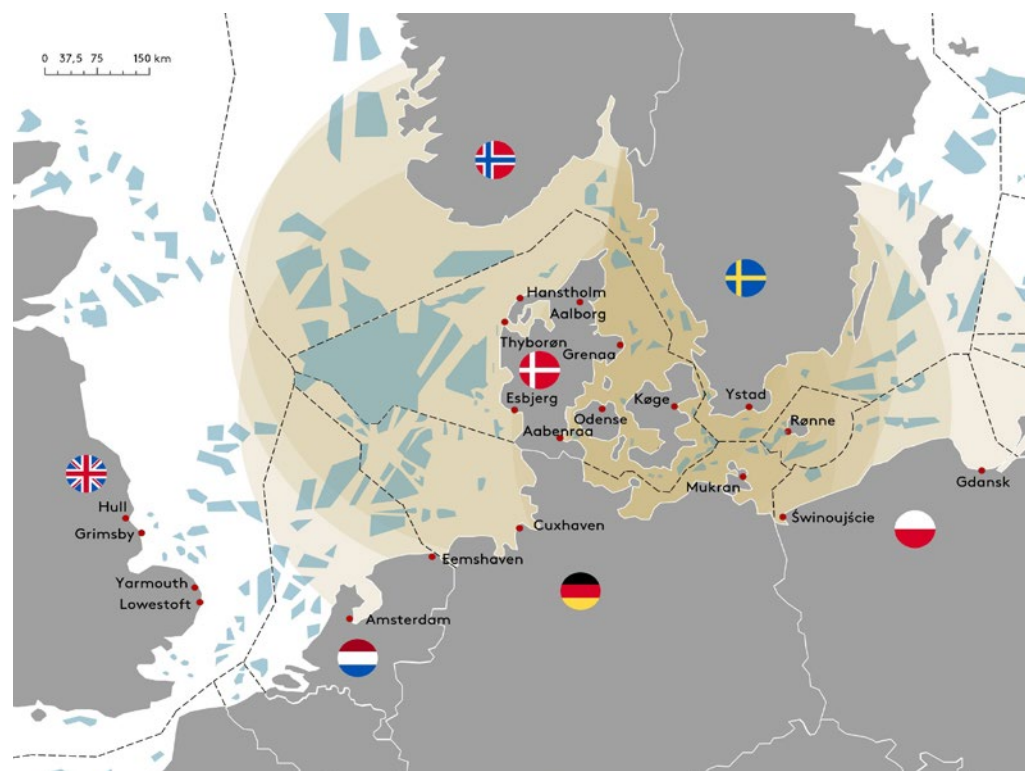 0 37,5 75 150 km
Hanstholm
Aalborg
Thyborøn
Grenaa
Esbjerg
Odense
Køge
Ystad
Rønne
Aabenraa
Mukran
Gdansk
Hull
Grimsby
Świnoujście
Cuxhaven
Eemshaven
Yarmouth
Lowestoft
Amsterdam